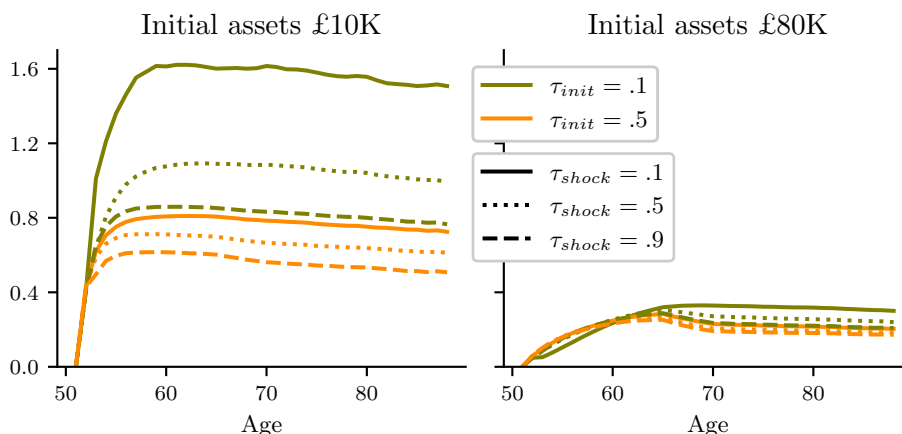 Initial assets £10K
Initial assets £80K
1.6
1.2
0.8
0.4
0.0
50
60
70
80
Age
50
60
70
80
Age
τ_init = .1
τ_init = .5
τ_shock = .1
τ_shock = .5
τ_shock = .9